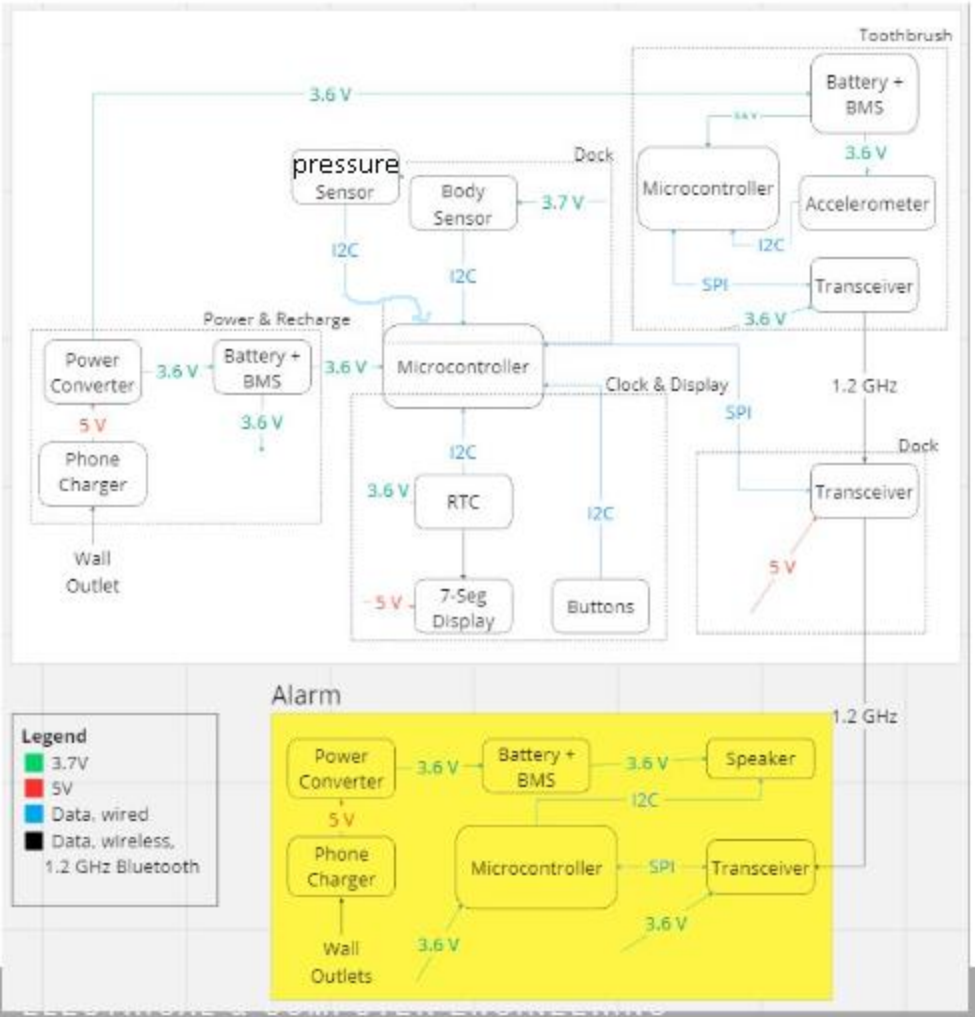 Toothbrush
Battery +
BMS
3.6 V
3.6 V
3.6 V
Microcontroller
Accelerometer
I2C
SPI
Transceiver
3.6 V
1.2 GHz
Dock
pressure
Sensor
Body
Sensor
3.7 V
I2C
I2C
Power & Recharge
Power
Converter
3.6 V
Battery +
BMS
3.6 V
Microcontroller
5 V
3.6 V
Phone
Charger
Wall
Outlet
Clock & Display
SPI
I2C
3.6 V
RTC
I2C
5 V
7-Seg
Display
Buttons
Dock
Transceiver
5 V
1.2 GHz
Legend
3.7V
5V
Data, wired
Data, wireless,
1.2 GHz Bluetooth
Alarm
Power
Converter
3.6 V
Battery +
BMS
3.6 V
Speaker
I2C
5 V
Phone
Charger
Microcontroller
SPI
Transceiver
3.6 V
3.6 V
Wall
Outlets
ELECTRICAL & COMPUTER ENGINEERING